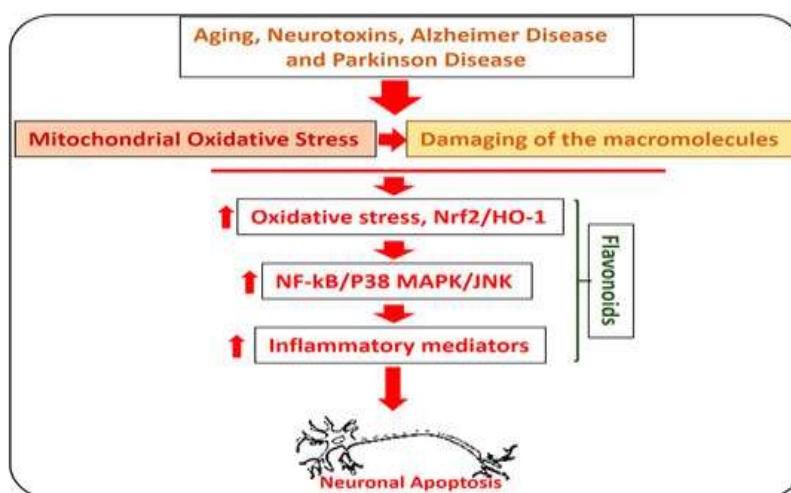 Aging, Neurotoxins, Alzheimer Disease
and Parkinson Disease
Mitochondrial Oxidative Stress
Damaging of the macromolecules
Oxidative stress, Nrf2/HO-1
NF-kB/P38 MAPK/JNK
Inflammatory mediators
Flavonoids
Neuronal Apoptosis